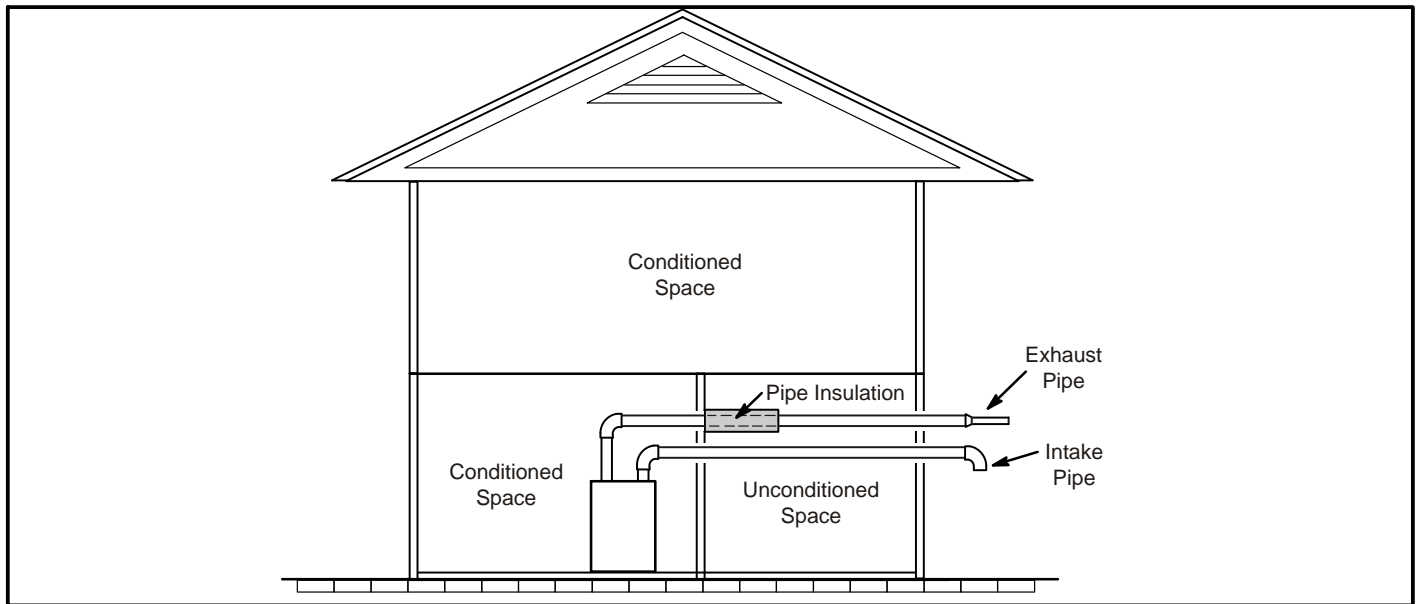 Conditioned
Space
Exhaust
Pipe
Pipe Insulation
Intake
Pipe
Conditioned
Space
Unconditioned
Space